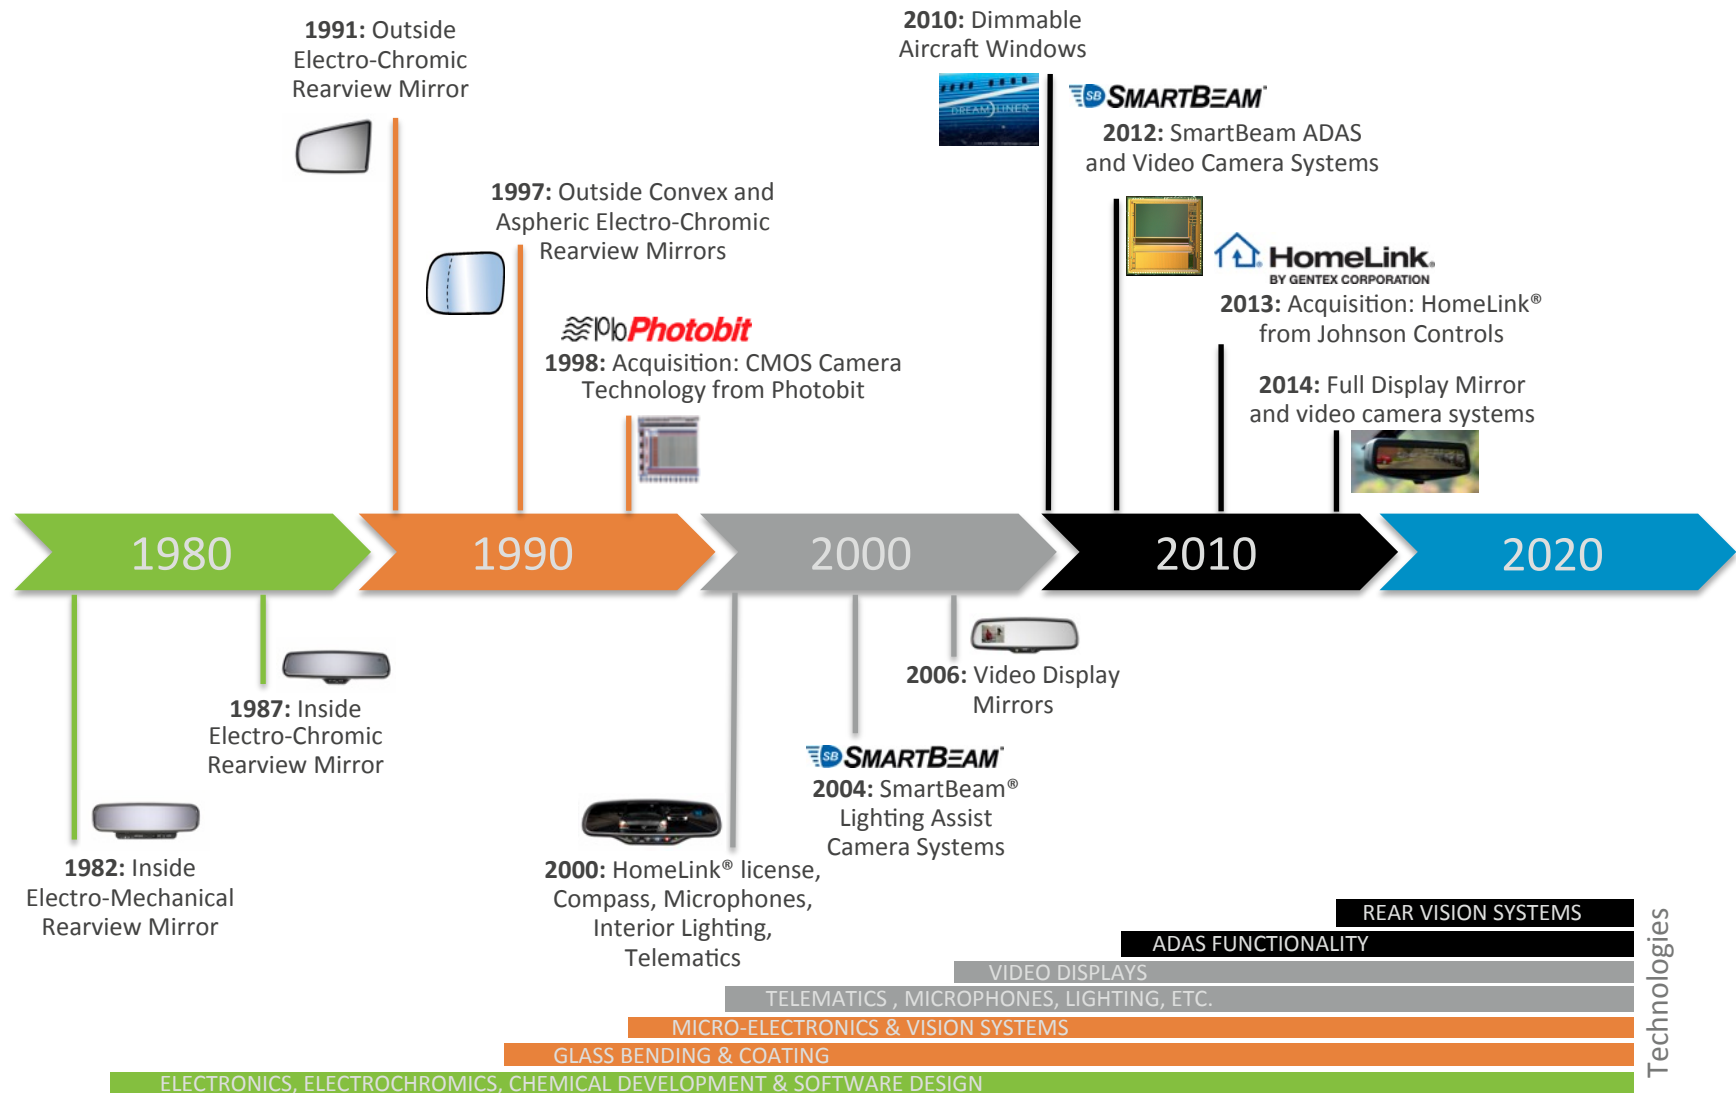 1991: Outside
Electro-Chromic
Rearview Mirror
1997: Outside Convex and
Aspheric Electro-Chromic
Rearview Mirrors
Photobit
1998: Acquisition: CMOS Camera
Technology from Photobit
2010: Dimmable
Aircraft Windows
DREAMLINER
SB SMARTBEAM
2012: SmartBeam ADAS
and Video Camera Systems
HomeLink®
BY GENTEX CORPORATION
2013: Acquisition: HomeLink®
from Johnson Controls
2014: Full Display Mirror
and video camera systems
1980
1990
2000
2010
2020
1982: Inside
Electro-Mechanical
Rearview Mirror
1987: Inside
Electro-Chromic
Rearview Mirror
2000: HomeLink® license,
Compass, Microphones,
Interior Lighting,
Telematics
SB SMARTBEAM
2004: SmartBeam®
Lighting Assist
Camera Systems
2006: Video Display
Mirrors
REAR VISION SYSTEMS
ADAS FUNCTIONALITY
VIDEO DISPLAYS
TELEMATICS , MICROPHONES, LIGHTING, ETC.
MICRO-ELECTRONICS & VISION SYSTEMS
GLASS BENDING & COATING
ELECTRONICS, ELECTROCHROMICS, CHEMICAL DEVELOPMENT & SOFTWARE DESIGN
Technologies